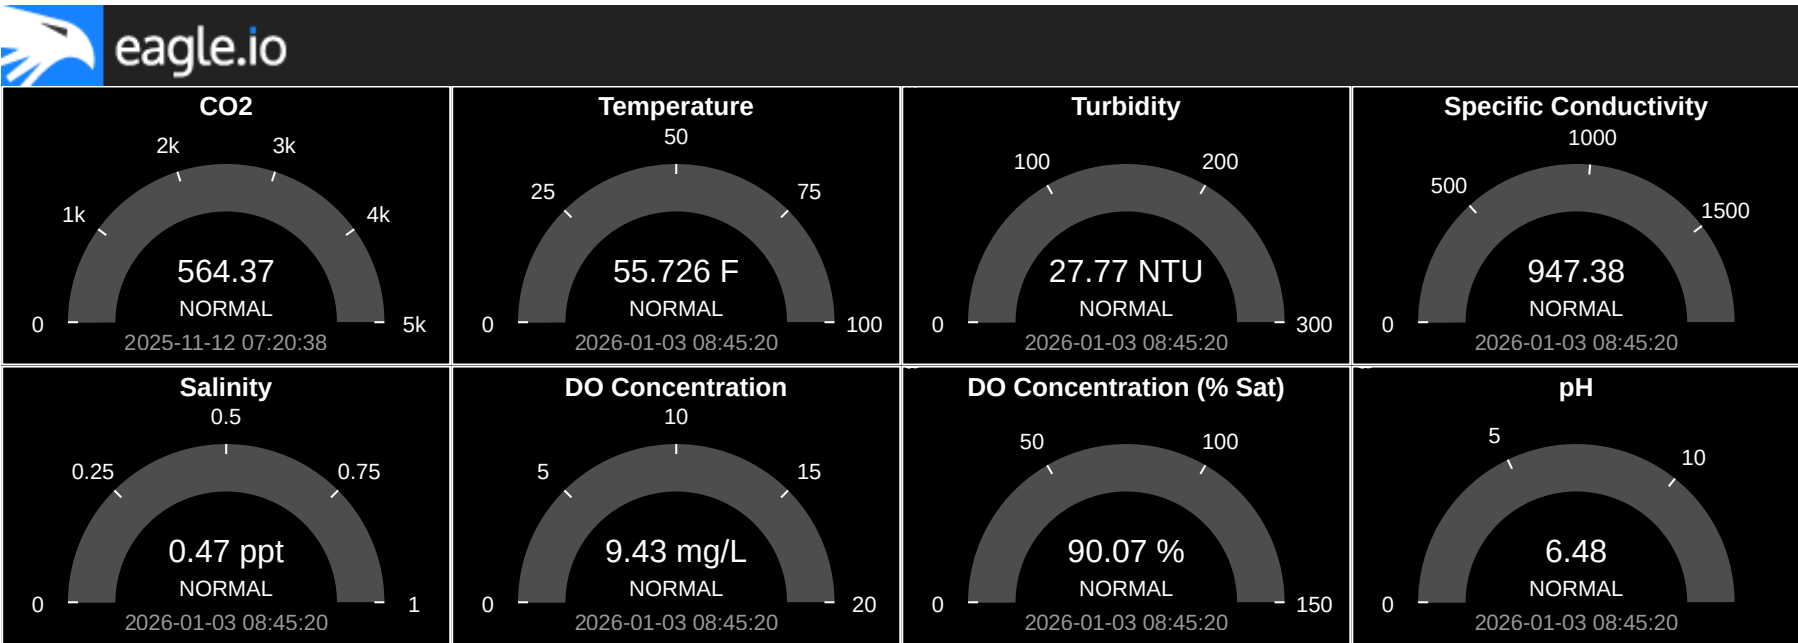 eagle.io
CO2
2k
3k
1k
4k
564.37
NORMAL
0
5k
2025-11-12 07:20:38
Temperature
50
25
75
55.726 F
NORMAL
0
100
2026-01-03 08:45:20
Turbidity
100
200
27.77 NTU
NORMAL
0
300
2026-01-03 08:45:20
Specific Conductivity
1000
500
1500
947.38
NORMAL
0
2026-01-03 08:45:20
Salinity
0.5
0.25
0.75
0.47 ppt
NORMAL
0
1
2026-01-03 08:45:20
DO Concentration
10
5
15
9.43 mg/L
NORMAL
0
20
2026-01-03 08:45:20
DO Concentration (% Sat)
50
100
90.07 %
NORMAL
0
150
2026-01-03 08:45:20
pH
5
10
6.48
NORMAL
0
2026-01-03 08:45:20